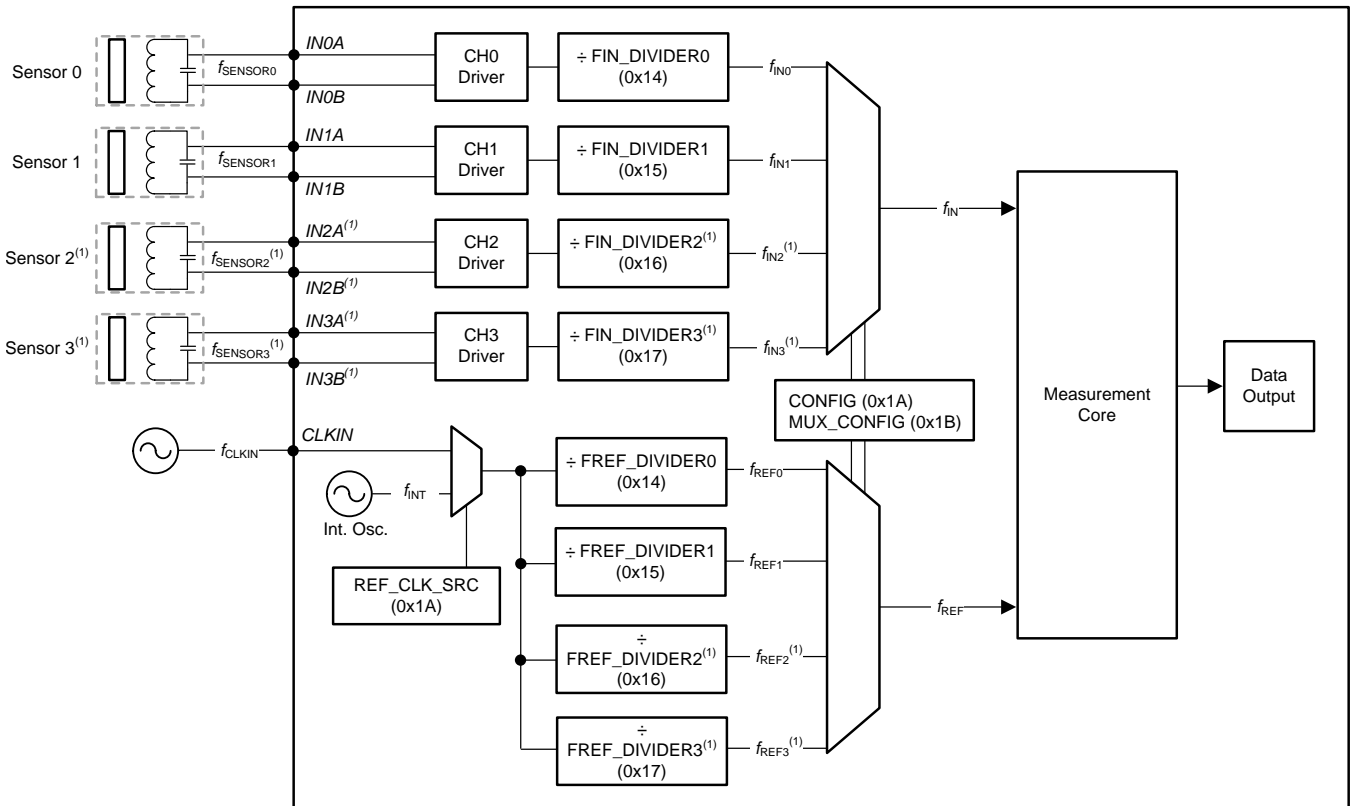 Sensor 0
fSENSOR0
IN0A
IN0B
CH0
Driver
÷ FIN_DIVIDER0
(0x14)
fIN0
Sensor 1
fSENSOR1
IN1A
IN1B
CH1
Driver
÷ FIN_DIVIDER1
(0x15)
fIN1
Sensor 2(1)
fSENSOR2(1)
IN2A(1)
IN2B(1)
CH2
Driver
÷ FIN_DIVIDER2(1)
(0x16)
fIN2(1)
Sensor 3(1)
fSENSOR3(1)
IN3A(1)
IN3B(1)
CH3
Driver
÷ FIN_DIVIDER3(1)
(0x17)
fIN3(1)
fIN
CONFIG (0x1A)
MUX_CONFIG (0x1B)
Measurement
Core
Data
Output
fCLKIN
CLKIN
fINT
Int. Osc.
REF_CLK_SRC
(0x1A)
÷ FREF_DIVIDER0
(0x14)
fREF0
÷ FREF_DIVIDER1
(0x15)
fREF1
÷
FREF_DIVIDER2(1)
(0x16)
fREF2(1)
÷
FREF_DIVIDER3(1)
(0x17)
fREF3(1)
fREF